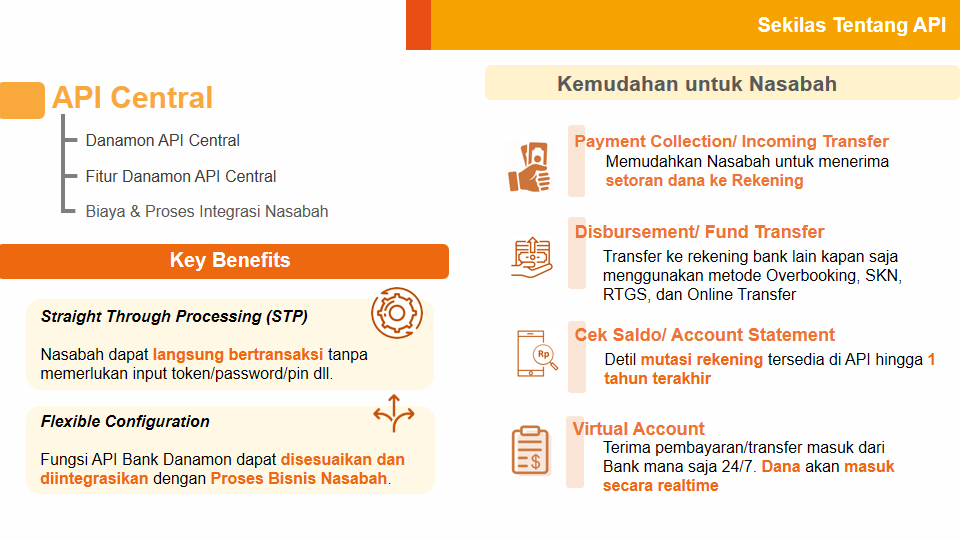 Sekilas Tentang API
API Central
Danamon API Central
Fitur Danamon API Central
Biaya & Proses Integrasi Nasabah
Key Benefits
Straight Through Processing (STP)
Nasabah dapat langsung bertransaksi tanpa
memerlukan input token/password/pin dll.
Flexible Configuration
Fungsi API Bank Danamon dapat disesuaikan dan
diintegrasikan dengan Proses Bisnis Nasabah.
Kemudahan untuk Nasabah
Payment Collection/ Incoming Transfer
Memudahkan Nasabah untuk menerima
setoran dana ke Rekening
Disbursement/ Fund Transfer
Transfer ke rekening bank lain kapan saja
menggunakan metode Overbooking, SKN,
RTGS, dan Online Transfer
Rp
Cek Saldo/ Account Statement
Detil mutasi rekening tersedia di API hingga 1
tahun terakhir
$
Virtual Account
Terima pembayaran/transfer masuk dari
Bank mana saja 24/7. Dana akan masuk
secara realtime